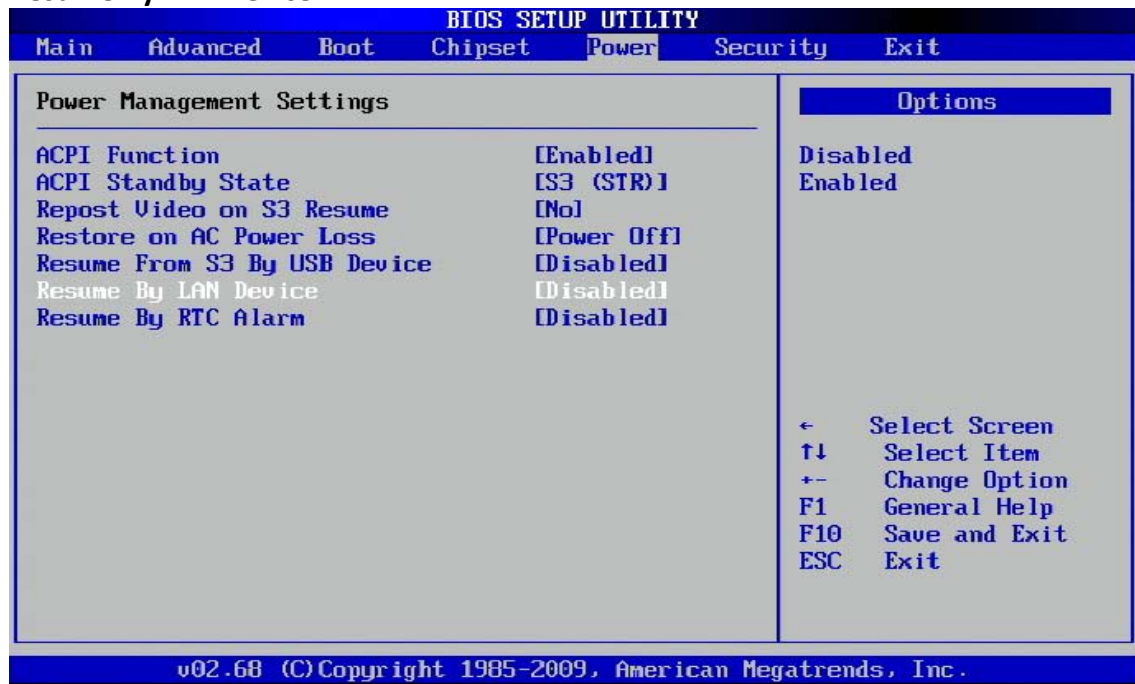 BIOS SETUP UTILITY
Main Advanced Boot Chipset Power Security Exit
Power Management Settings
ACPI Function [Enabled]
ACPI Standby State [S3 (STR)]
Repost Video on S3 Resume [No]
Restore on AC Power Loss [Power Off]
Resume From S3 By USB Device [Disabled]
Resume By LAN Device [Disabled]
Resume By RTC Alarm [Disabled]
Options
Disabled
Enabled
← Select Screen
↑↓ Select Item
+- Change Option
F1 General Help
F10 Save and Exit
ESC Exit
v02.68 (C)Copyright 1985-2009, American Megatrends, Inc.